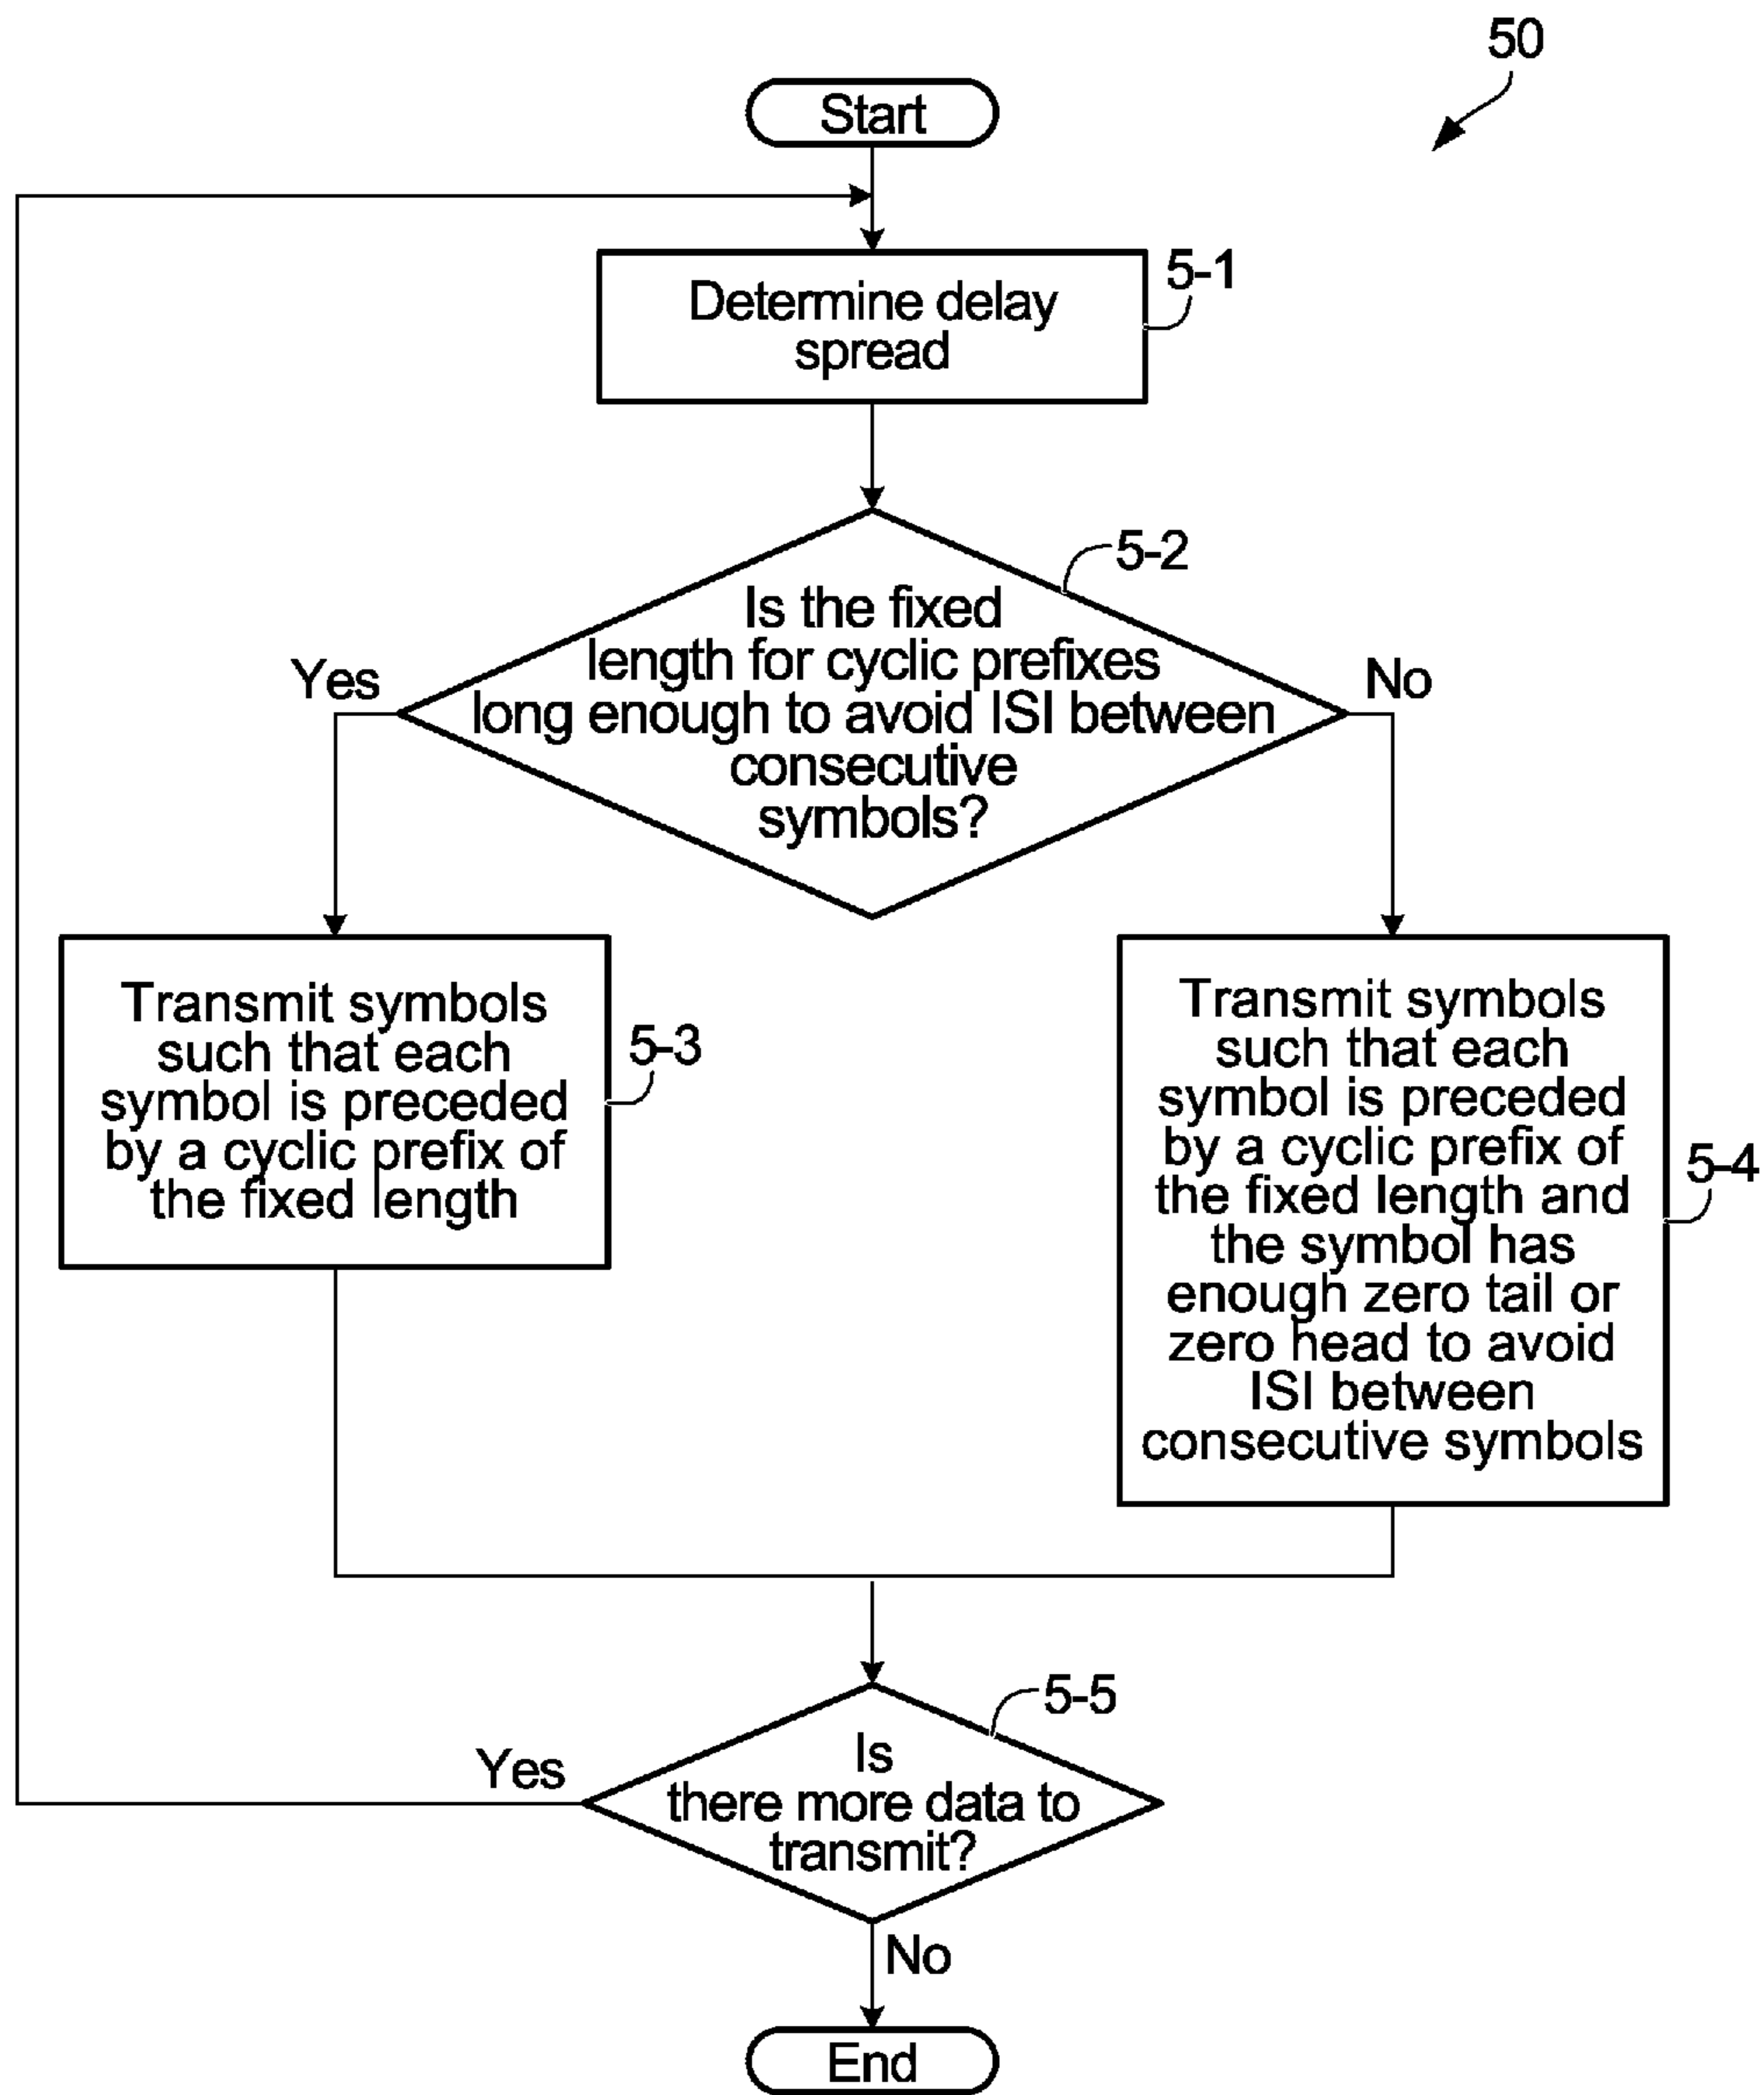 50
Start
5-1
Determine delay
spread
5-2
Is the fixed
length for cyclic prefixes
long enough to avoid ISI between
consecutive
symbols?
Yes
No
Transmit symbols
such that each
symbol is preceded
by a cyclic prefix of
the fixed length
5-3
Transmit symbols
such that each
symbol is preceded
by a cyclic prefix of
the fixed length and
the symbol has
enough zero tail or
zero head to avoid
ISI between
consecutive symbols
5-4
5-5
Is
there more data to
transmit?
Yes
No
End